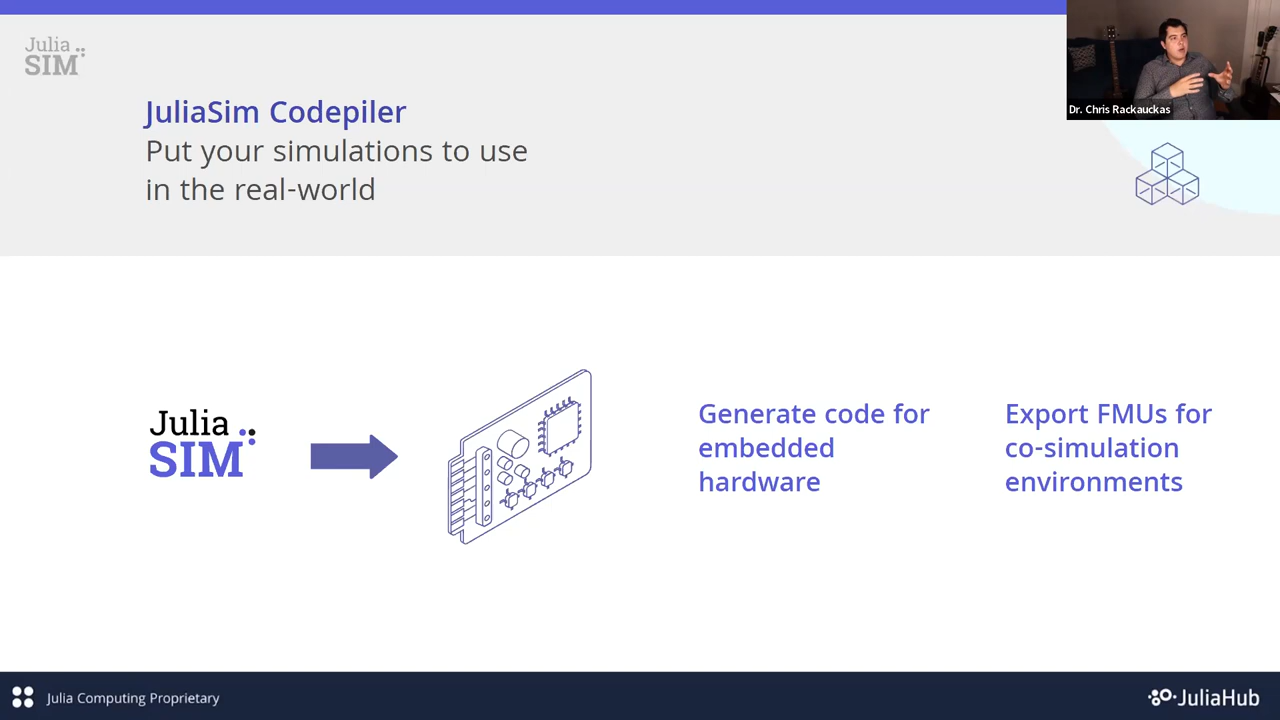 Julia
SIM
Dr. Chris Rackauckas
JuliaSim Codepiler
Put your simulations to use
in the real-world
Julia
SIM
Generate code for
embedded
hardware
Export FMUs for
co-simulation
environments
Julia Computing Proprietary
JuliaHub